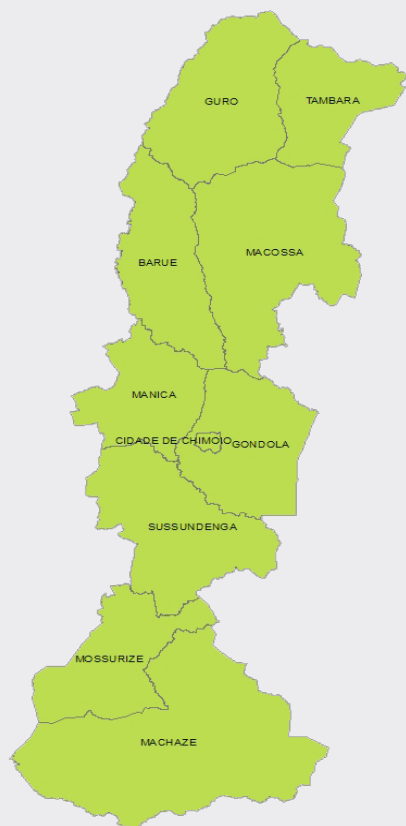 GURO
TAMBARA
BARUE
MACOSSA
MANICA
CIDADE DE CHIMOIO
GONDOLA
SUSSUNDENGA
MOSSURIZE
MACHAZE